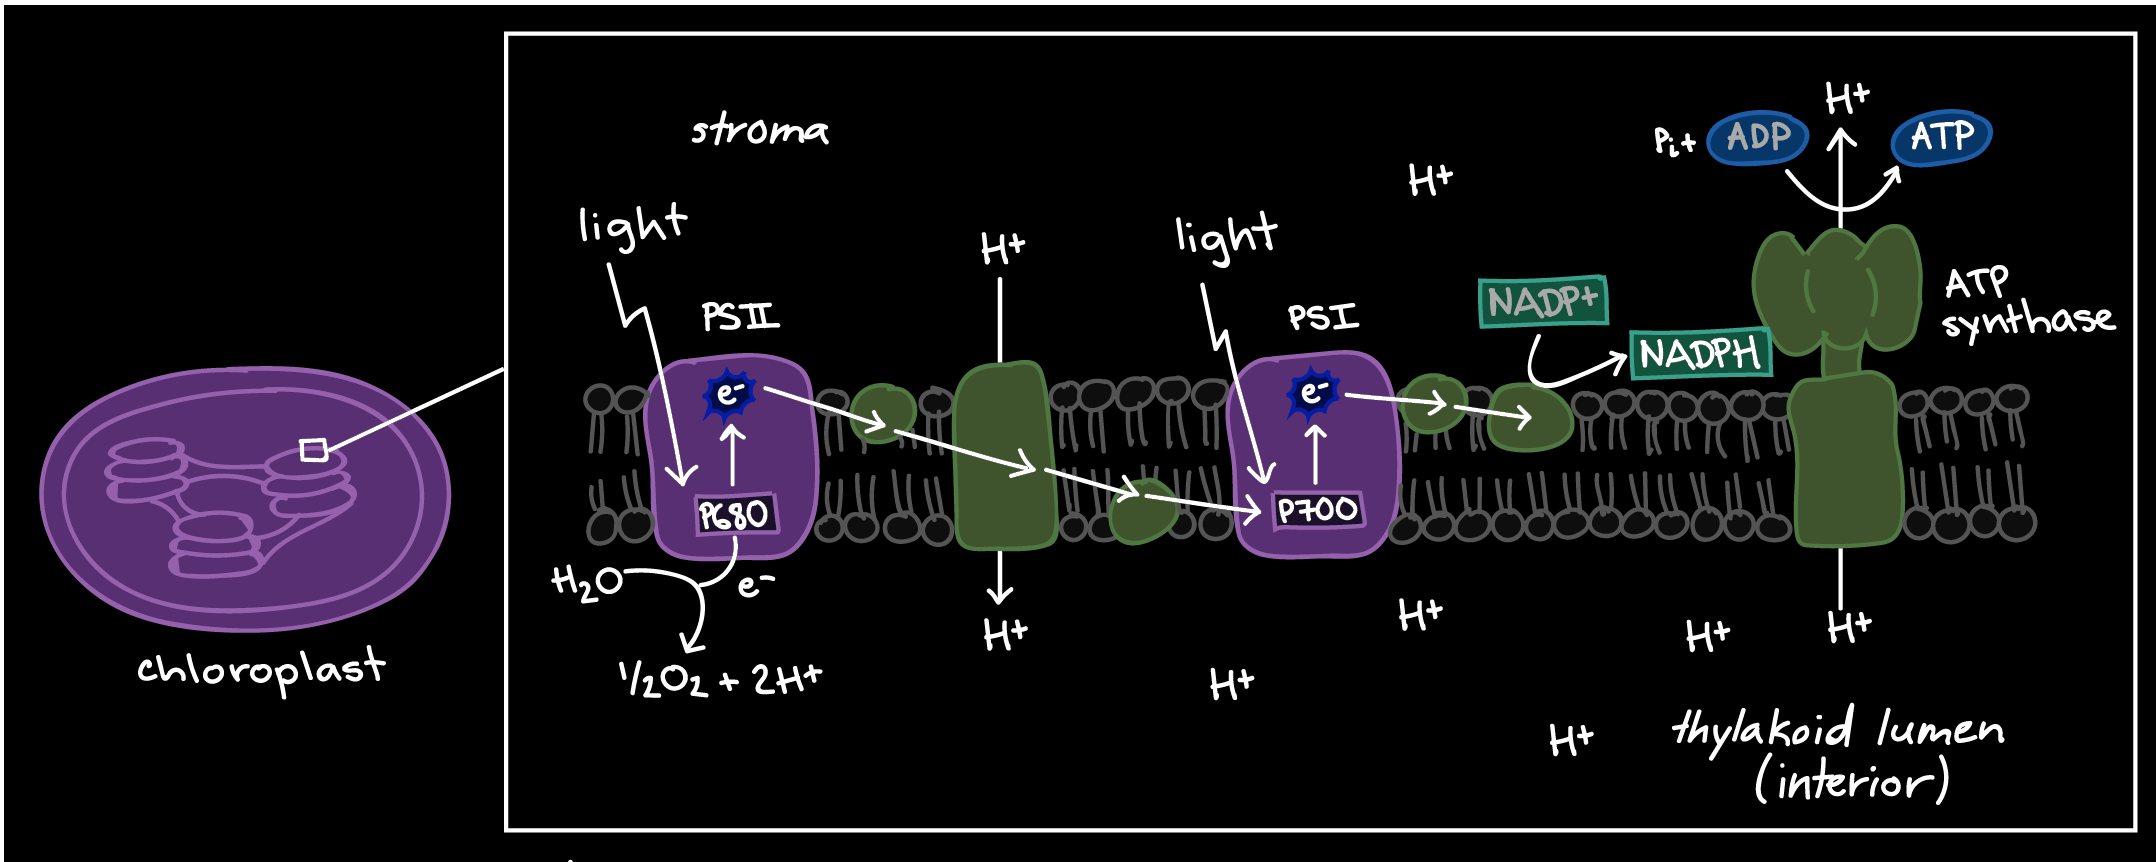 stroma
light
PSII
e-
P680
H₂O
e-
1/2O₂ + 2H+
H+
H+
light
PSI
e-
P700
H+
NADP+
NADPH
Pi+
ADP
H+
ATP
ATP
synthase
H+
H+
H+
H+
H+
thylakoid lumen
(interior)
chloroplast